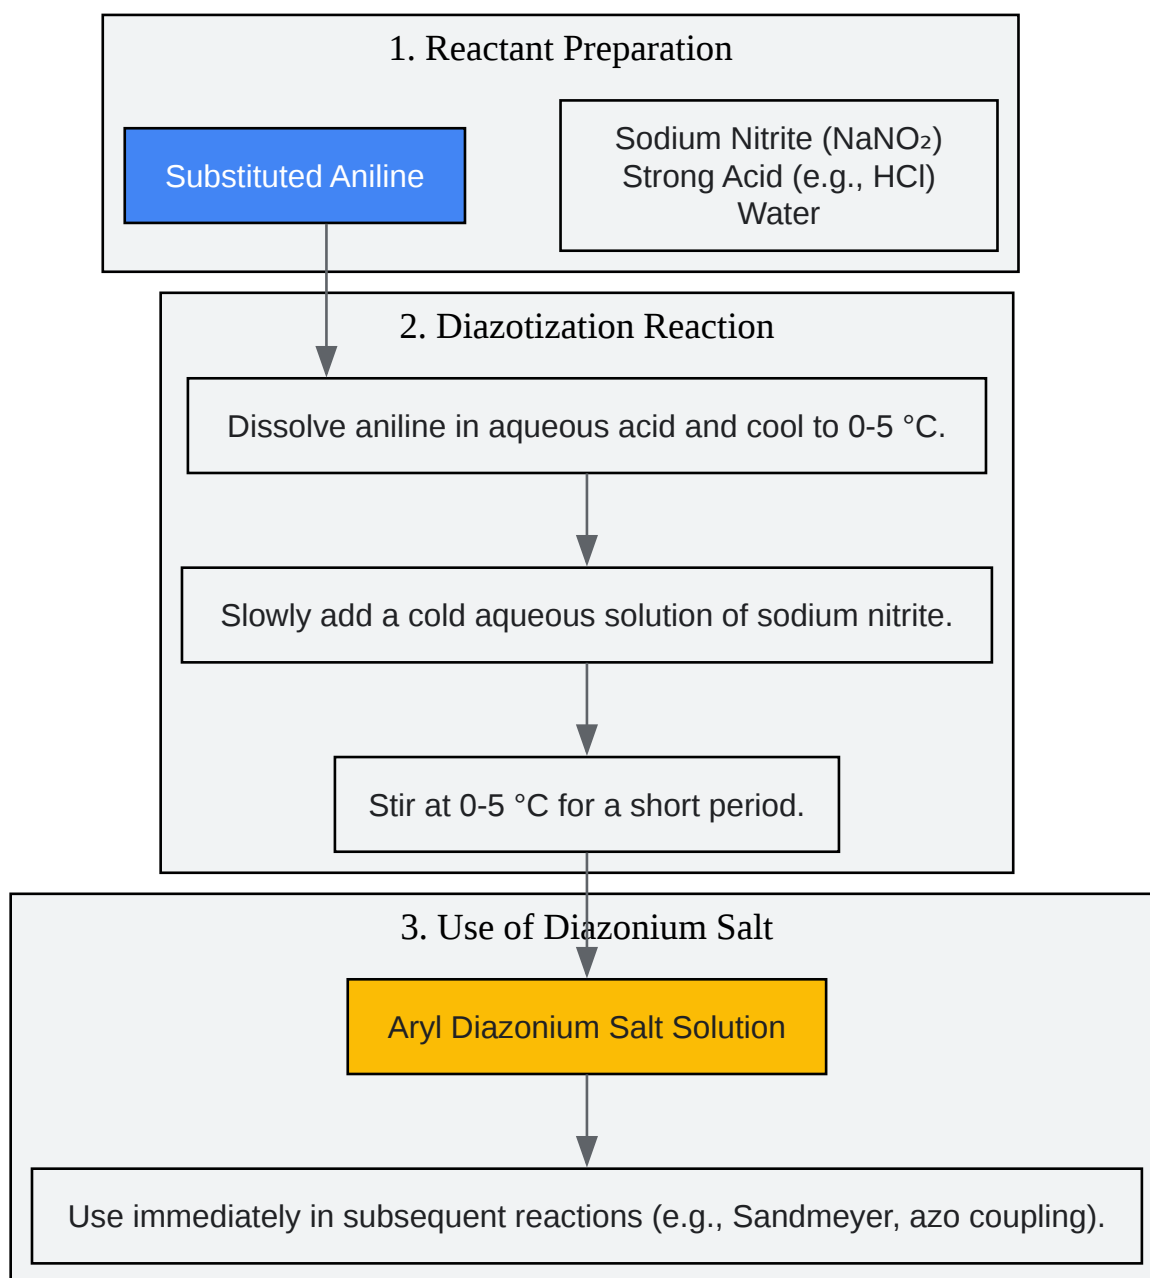 1. Reactant Preparation
Substituted Aniline
Sodium Nitrite (NaNO₂)
Strong Acid (e.g., HCl)
Water
2. Diazotization Reaction
Dissolve aniline in aqueous acid and cool to 0-5 °C.
Slowly add a cold aqueous solution of sodium nitrite.
Stir at 0-5 °C for a short period.
3. Use of Diazonium Salt
Aryl Diazonium Salt Solution
Use immediately in subsequent reactions (e.g., Sandmeyer, azo coupling).